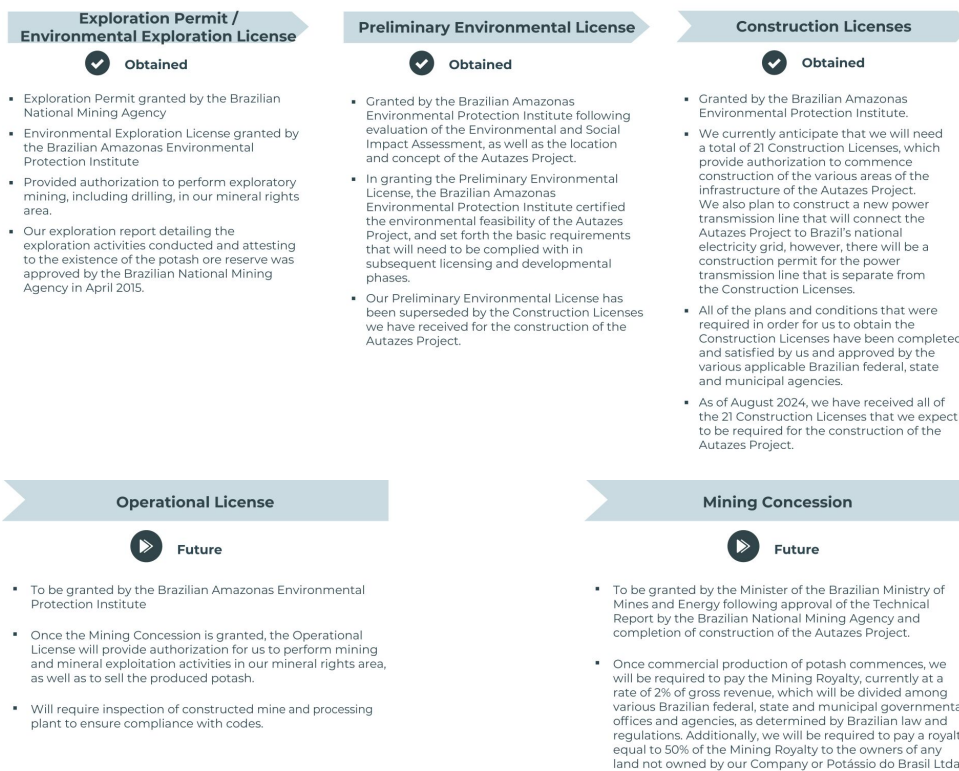 Exploration Permit /
Environmental Exploration License
Obtained
▪ Exploration Permit granted by the Brazilian
National Mining Agency
▪ Environmental Exploration License granted by
the Brazilian Amazonas Environmental
Protection Institute
▪ Provided authorization to perform exploratory
mining, including drilling, in our mineral rights
area.
▪ Our exploration report detailing the
exploration activities conducted and attesting
to the existence of the potash ore reserve was
approved by the Brazilian National Mining
Agency in April 2015.
Preliminary Environmental License
Obtained
▪ Granted by the Brazilian Amazonas
Environmental Protection Institute following
evaluation of the Environmental and Social
Impact Assessment, as well as the location
and concept of the Autazes Project.
▪ In granting the Preliminary Environmental
License, the Brazilian Amazonas
Environmental Protection Institute certified
the environmental feasibility of the Autazes
Project, and set forth the basic requirements
that will need to be complied with in
subsequent licensing and developmental
phases.
▪ Our Preliminary Environmental License has
been superseded by the Construction Licenses
we have received for the construction of the
Autazes Project.
Construction Licenses
Obtained
▪ Granted by the Brazilian Amazonas
Environmental Protection Institute.
▪ We currently anticipate that we will need
a total of 21 Construction Licenses, which
provide authorization to commence
construction of the various areas of the
infrastructure of the Autazes Project.
We also plan to construct a new power
transmission line that will connect the
Autazes Project to Brazil's national
electricity grid, however, there will be a
construction permit for the power
transmission line that is separate from
the Construction Licenses.
▪ All of the plans and conditions that were
required in order for us to obtain the
Construction Licenses have been completed
and satisfied by us and approved by the
various applicable Brazilian federal, state
and municipal agencies.
▪ As of August 2024, we have received all of
the 21 Construction Licenses that we expect
to be required for the construction of the
Autazes Project.
Operational License
Future
▪ To be granted by the Brazilian Amazonas Environmental
Protection Institute
▪ Once the Mining Concession is granted, the Operational
License will provide authorization for us to perform mining
and mineral exploitation activities in our mineral rights area,
as well as to sell the produced potash.
▪ Will require inspection of constructed mine and processing
plant to ensure compliance with codes.
Mining Concession
Future
▪ To be granted by the Minister of the Brazilian Ministry of
Mines and Energy following approval of the Technical
Report by the Brazilian National Mining Agency and
completion of construction of the Autazes Project.
▪ Once commercial production of potash commences, we
will be required to pay the Mining Royalty, currently at a
rate of 2% of gross revenue, which will be divided among
various Brazilian federal, state and municipal governmenta
offices and agencies, as determined by Brazilian law and
regulations. Additionally, we will be required to pay a royalt
equal to 50% of the Mining Royalty to the owners of any
land not owned by our Company or Potássio do Brasil Ltda